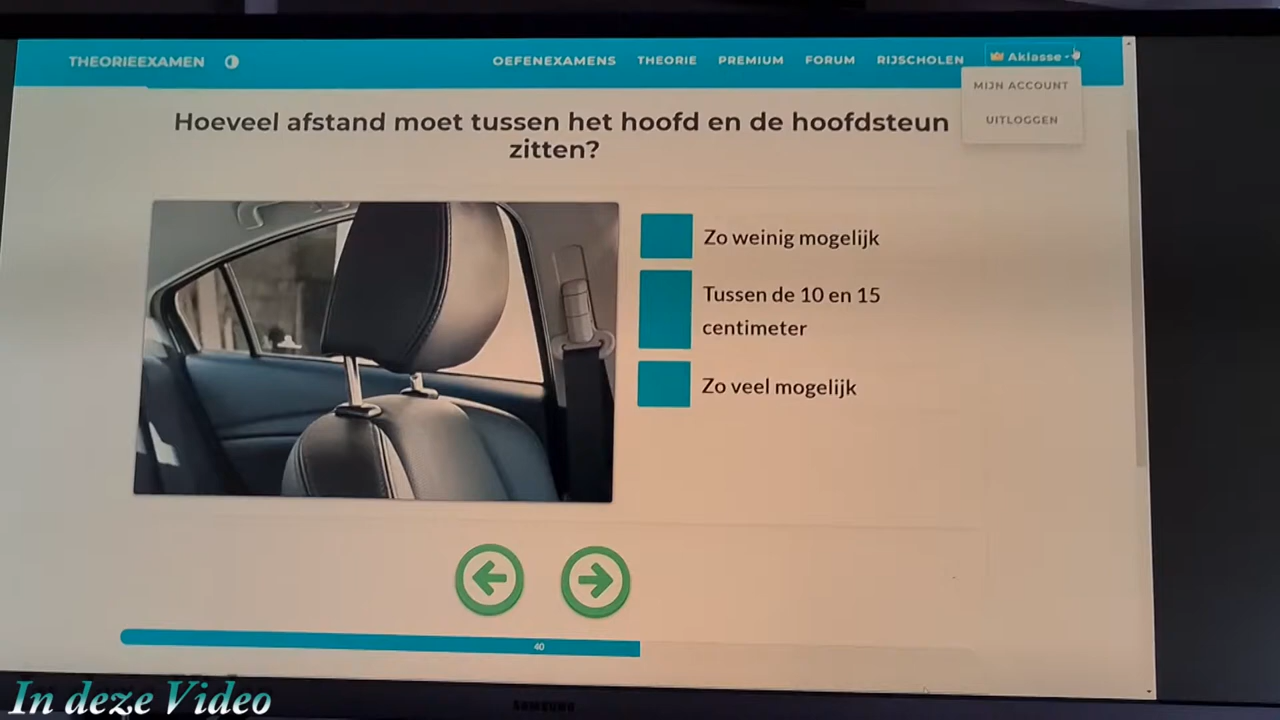 THEORIEEXAMEN
OEFENEXAMENS THEORIE PREMIUM FORUM RIJSCHOLEN Aklasse
MIJN ACCOUNT
UITLOGGEN
Hoeveel afstand moet tussen het hoofd en de hoofdsteun
zitten?
Zo weinig mogelijk
Tussen de 10 en 15
centimeter
Zo veel mogelijk
40
In deze Video
SAMSUNG